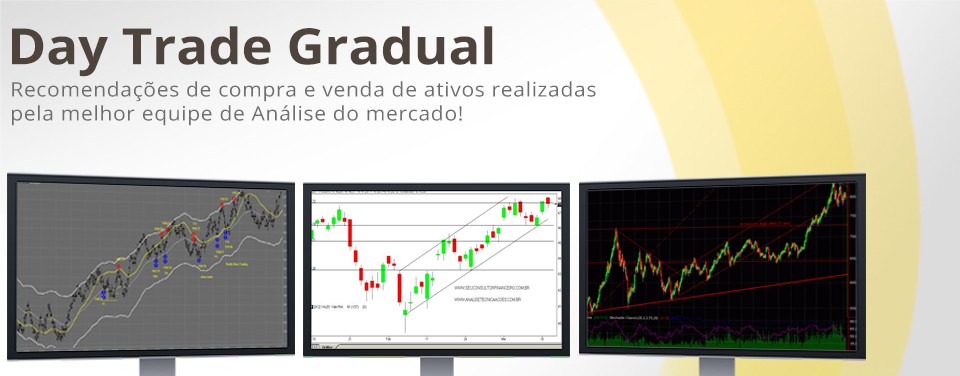 Day Trade Gradual
Recomendações de compra e venda de ativos realizadas
pela melhor equipe de Análise do mercado!
WWW.SEUCONSULTORFINANCEIRO.COM.BR
WWW.ANALISETECNICAACOES.COM.BR